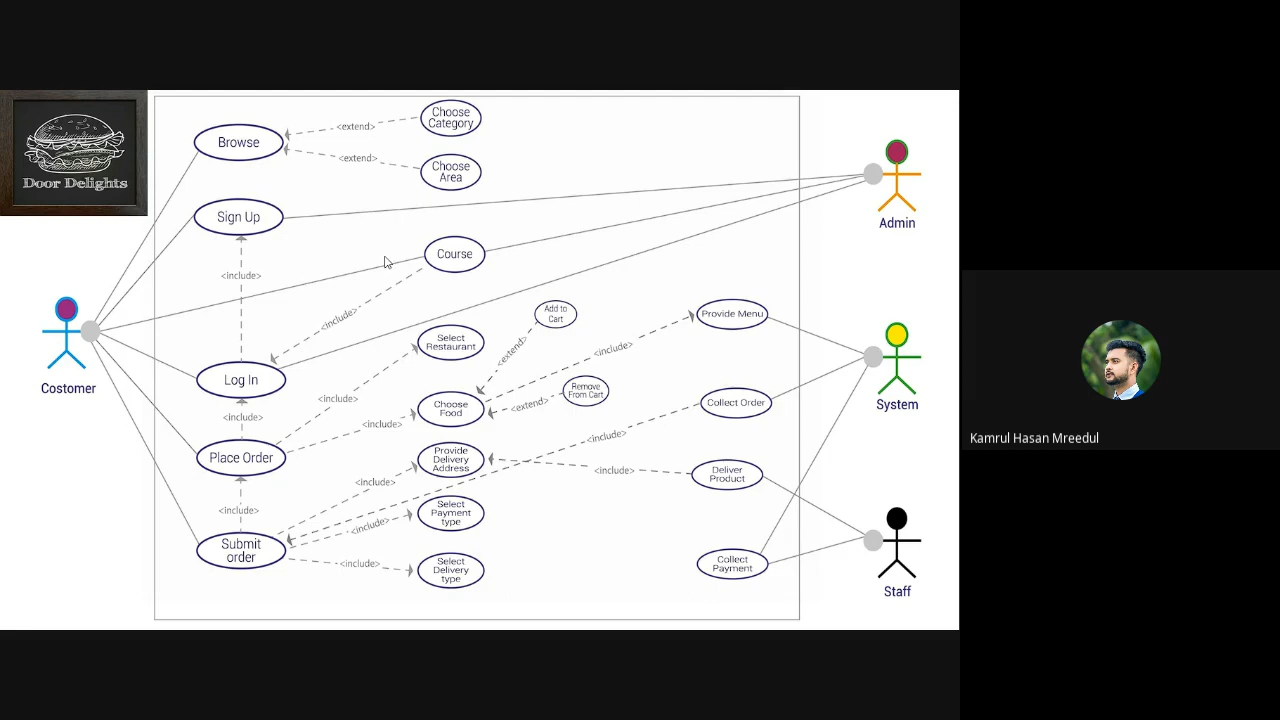 Door Delights
Browse
<extend>
Choose
Category
<extend>
Choose
Area
Sign Up
Admin
<include>
Course
<include>
Add to
Cart
Provide Menu
Select
Restaurant
<extend>
<include>
Costomer
Log In
<include>
Choose
Food
<extend>
Remove
From Cart
Collect Order
System
<include>
<include>
<include>
Place Order
Provide
Delivery
Address
<include>
Deliver
Product
<include>
<include>
Select
Payment
type
<include>
Submit
order
<include>
Select
Delivery
type
Collect
Payment
Staff
Kamrul Hasan Mreedul